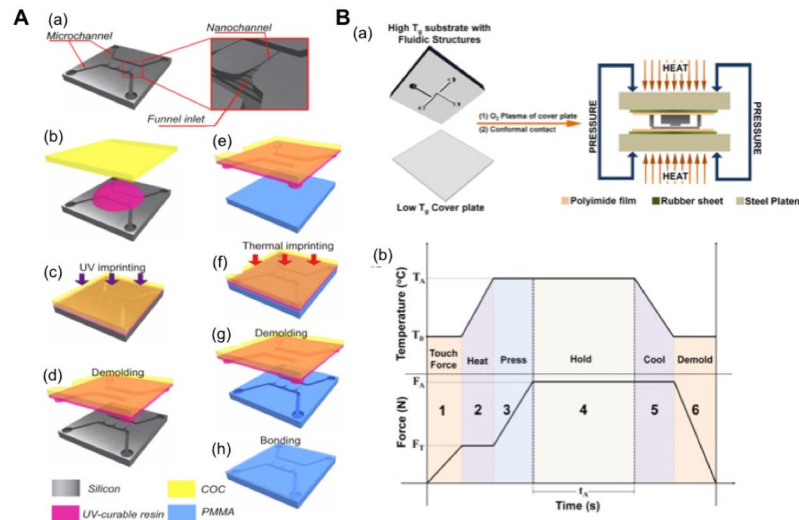 A
(a)
Microchannel
Nanochannel
Funnel inlet
(b)
(e)
(c)
UV imprinting
Thermal imprinting
(f)
Demolding
(g)
Demolding
(d)
Bonding
(h)
Silicon
COC
UV-curable resin
PMMA
B
(a)
High Tg substrate with
Fluidic Structures
(1) O2 Plasma of cover plate
(2) Conformal contact
Low Tg Cover plate
HEAT
PRESSURE
PRESSURE
HEAT
Polyimide film
Rubber sheet
Steel Platen
(b)
Temperature (°C)
TA
T0
Touch
Force
Heat
Press
Hold
Cool
Demold
Force (N)
FA
FT
1
2
3
4
5
6
tA
Time (s)